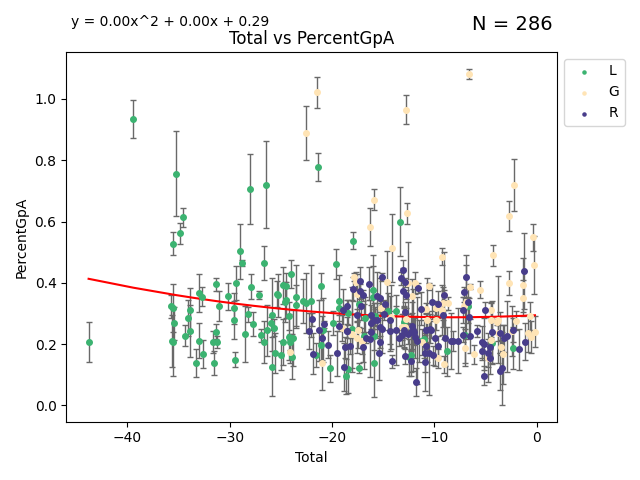 y = 0.00x^2 + 0.00x + 0.29
N = 286
Total vs PercentGpA
L
G
R
1.0
0.8
0.6
0.4
0.2
0.0
PercentGpA
−40
−30
−20
−10
0
Total